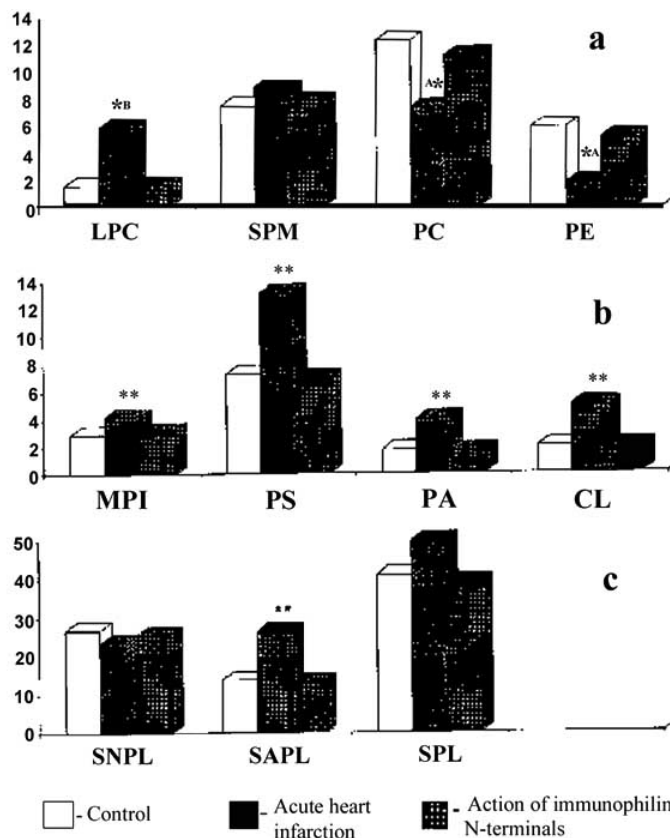 14
12
10
8
6
4
2
0
a
*B
A*
*A
LPC SPM PC PE
14
12
10
8
6
4
2
0
b
**
**
**
**
MPI PS PA CL
50
40
30
20
10
0
c
**
SNPL SAPL SPL
- Control
- Acute heart infarction
- Action of immunophilin N-terminals